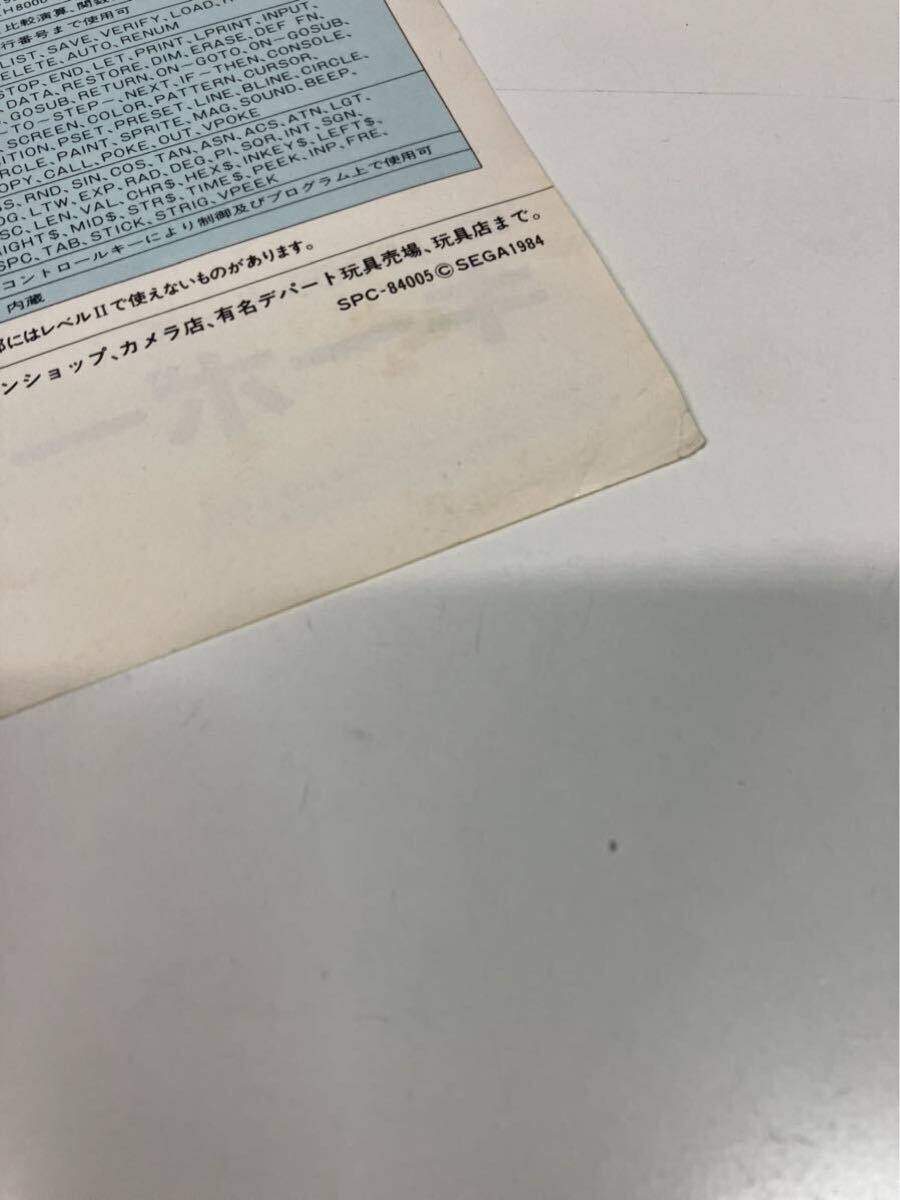 H8000
比較演算、関数
行番号まで使用可
LIST、SAVE、VERIFY、LOAD、
ELETE、AUTO、RENUM
STOP、END、LET、PRINT、LPRINT、INPUT、
DATA、RESTORE、DIM、ERASE、DEF FN、
GOSUB、RETURN、ON～GOTO、ON～GOSUB、
～TO～STEP～、NEXT、IF～THEN、CONSOLE、
SCREEN、COLOR、PATTERN、CURSOR、
ITION、PSET、PRESET、LINE、BLINE、CIRCLE、
RCLE、PAINT、SPRITE、MAG、SOUND、BEEP、
OPY、CALL、POKE、OUT、VPOKE
BS、RND、SIN、COS、TAN、ASN、ACS、ATN、LGT、
OG、LTW、EXP、RAD、DEG、PI、SQR、INT、SGN、
SC、LEN、VAL、CHR$、HEX$、INKEY$、LEFT$、
IGHT$、MID$、STR$、TIME$、PEEK、INP、FRE、
SPC、TAB、STICK、STRIG、VPEEK
コントロールキーにより制御及びプログラム上で使用可
内蔵
部にはレベルⅡで使えないものがあります。
ンショップ、カメラ店、有名デパート玩具売場、玩具店まで。
SPC-84005©SEGA1984